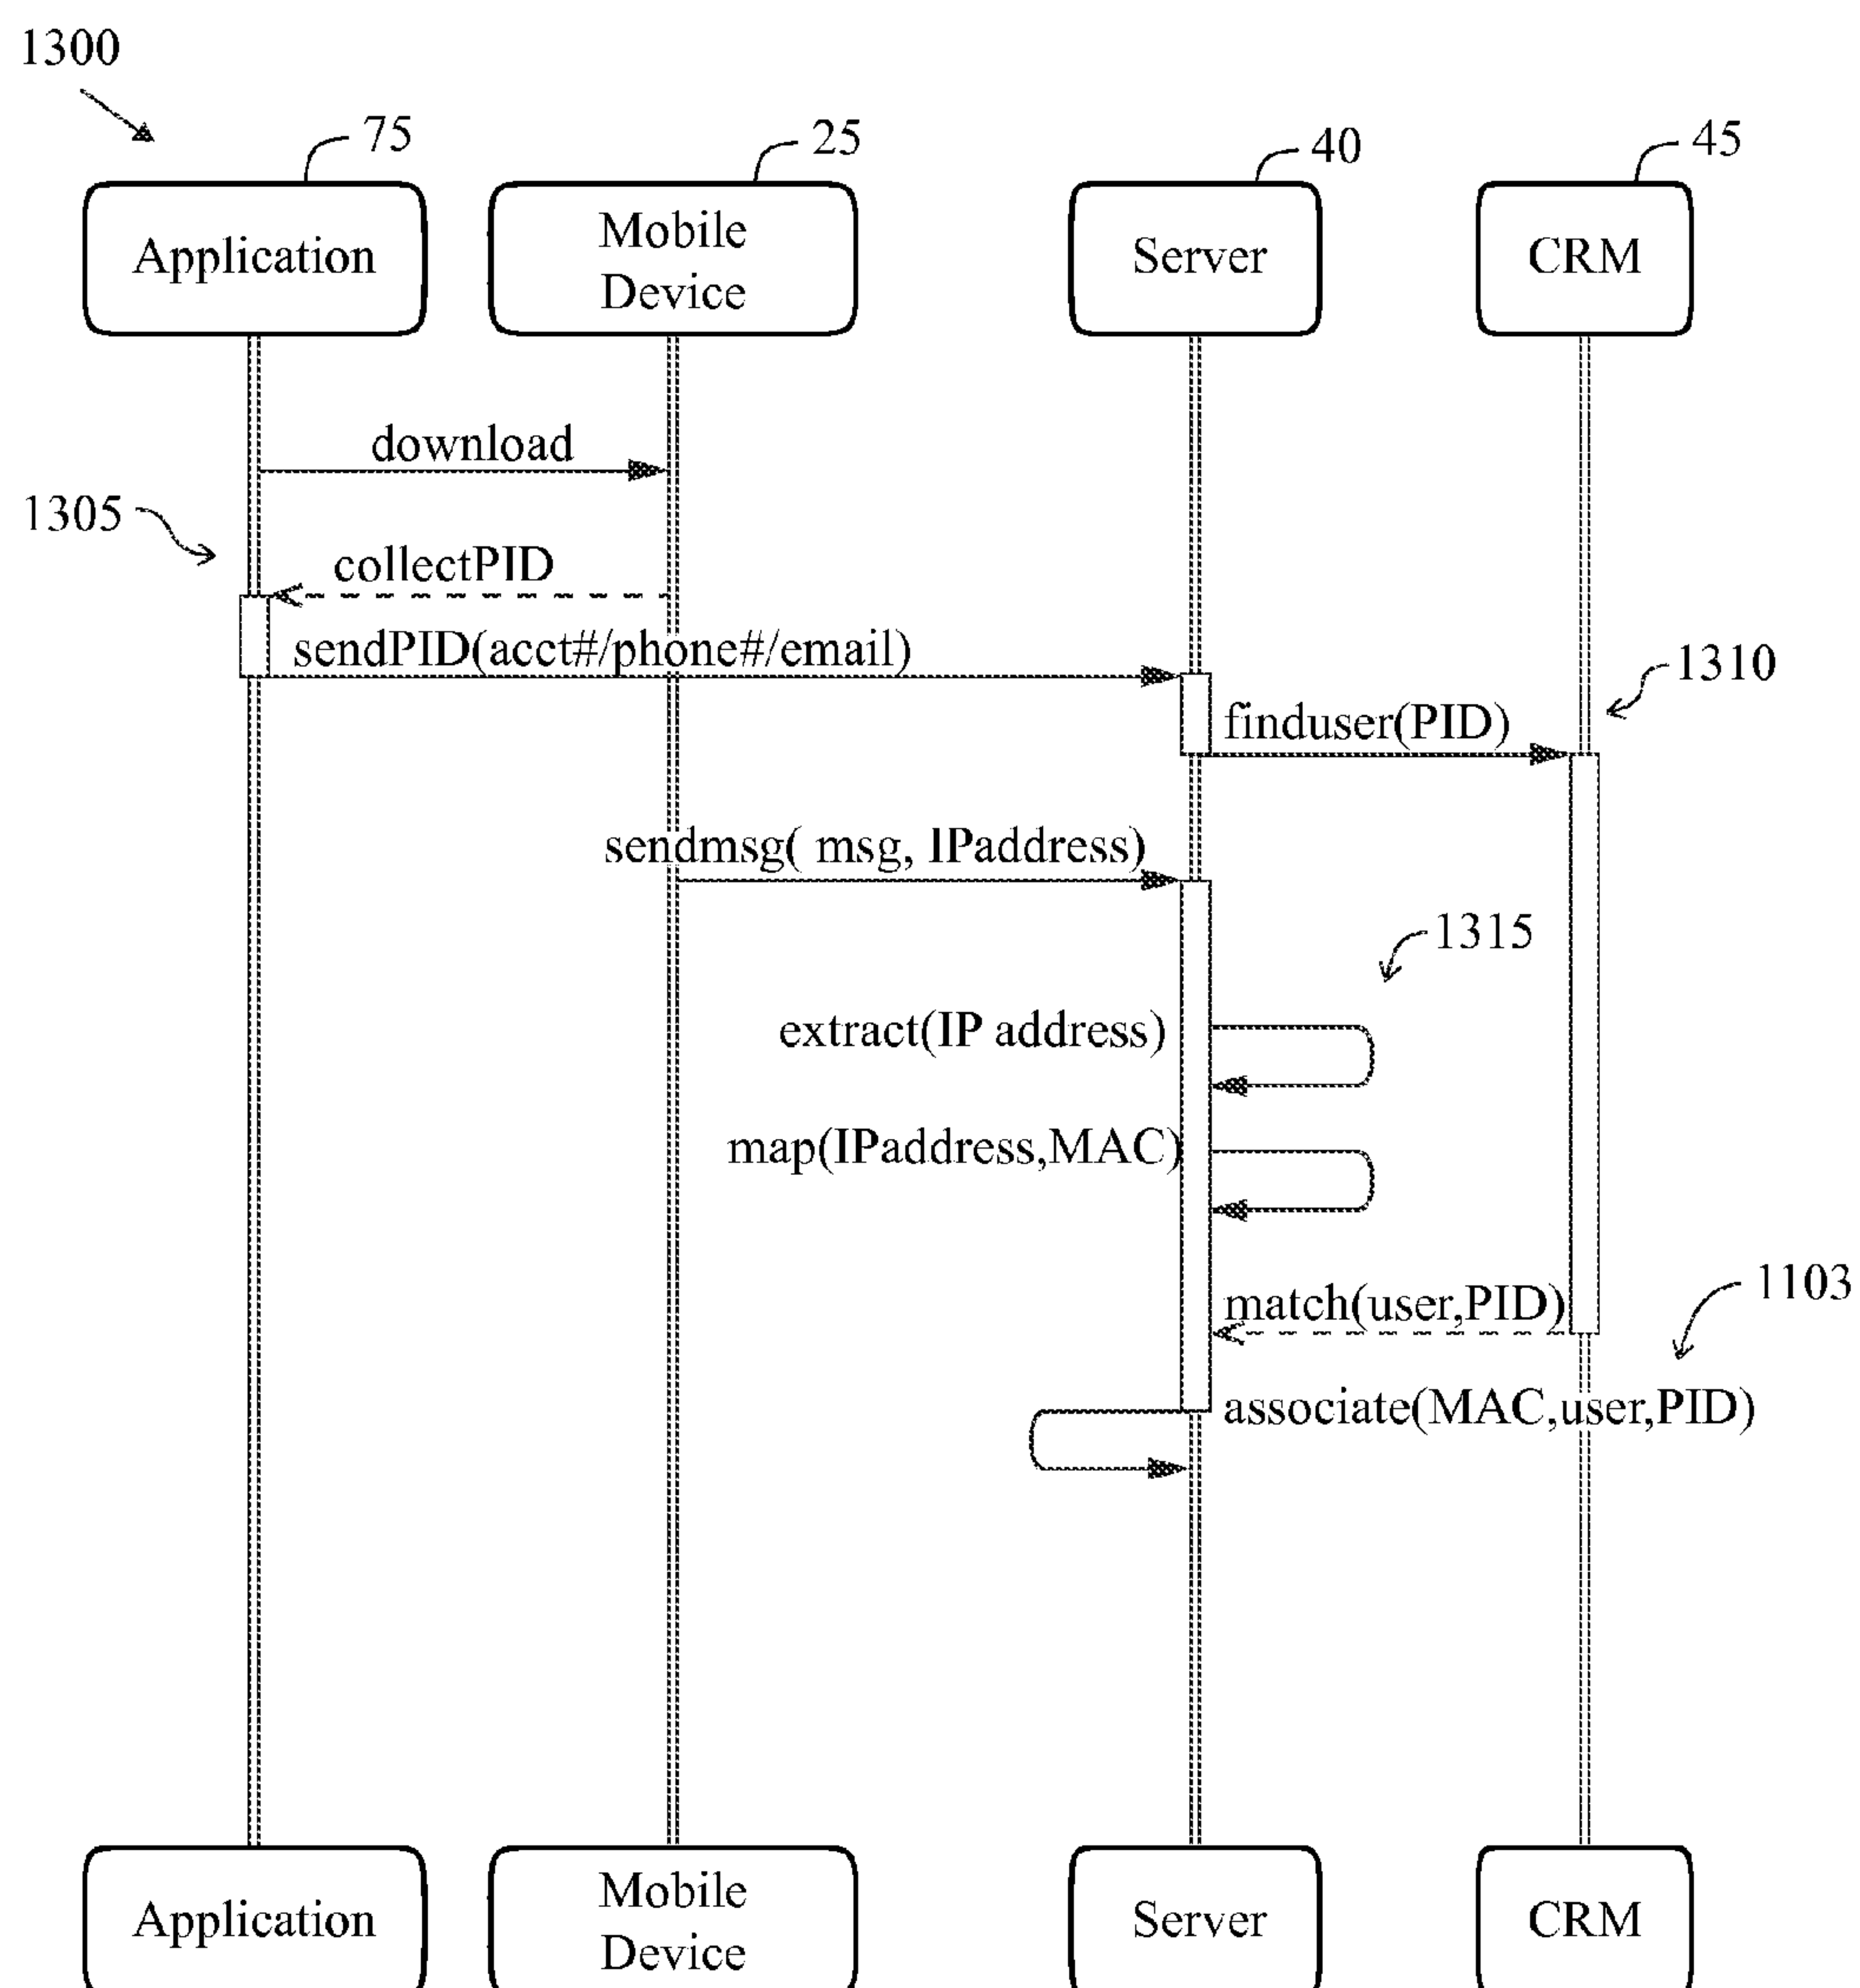 1300
75
25
40
45
Application
Mobile
Device
Server
CRM
download
1305
collectPID
sendPID(acct#/phone#/email)
1310
finduser(PID)
sendmsg( msg, IPaddress)
1315
extract(IP address)
map(IPaddress,MAC)
1103
match(user,PID)
associate(MAC,user,PID)
Application
Mobile
Device
Server
CRM